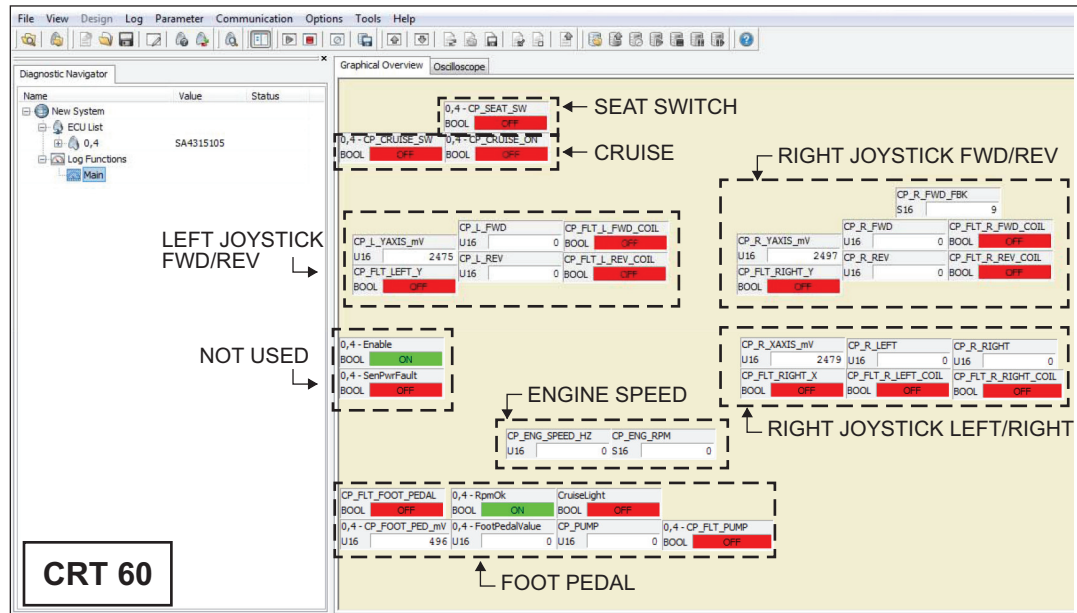 File View Design Log Parameter Communication Options Tools Help
Diagnostic Navigator
Name Value Status
New System
ECU List
0,4 SA4315105
Log Functions
Main
Graphical Overview Oscilloscope
0,4 - CP_SEAT_SW
BOOL OFF
SEAT SWITCH
0,4 - CP_CRUISE_SW 0,4 - CP_CRUISE_ON
BOOL OFF BOOL OFF
CRUISE
LEFT JOYSTICK
FWD/REV
CP_L_FWD CP_FLT_L_FWD_COIL
CP_L_YAXIS_mV U16 0 BOOL OFF
U16 2475 CP_L_REV CP_FLT_L_REV_COIL
CP_FLT_LEFT_Y U16 0 BOOL OFF
BOOL OFF
RIGHT JOYSTICK FWD/REV
CP_R_FWD_FBK
S16 9
CP_R_FWD CP_FLT_R_FWD_COIL
CP_R_YAXIS_mV U16 0 BOOL OFF
U16 2497 CP_R_REV CP_FLT_R_REV_COIL
CP_FLT_RIGHT_Y U16 0 BOOL OFF
BOOL OFF
NOT USED
0,4 - Enable
BOOL ON
0,4 - SenPwrFault
BOOL OFF
CP_R_XAXIS_mV CP_R_LEFT CP_R_RIGHT
U16 2479 U16 0 U16 0
CP_FLT_RIGHT_X CP_FLT_R_LEFT_COIL CP_FLT_R_RIGHT_COIL
BOOL OFF BOOL OFF BOOL OFF
RIGHT JOYSTICK LEFT/RIGHT
ENGINE SPEED
CP_ENG_SPEED_HZ CP_ENG_RPM
U16 0 S16 0
CP_FLT_FOOT_PEDAL 0,4 - RpmOk CruiseLight
BOOL OFF BOOL ON BOOL OFF
0,4 - CP_FOOT_PED_mV 0,4 - FootPedalValue CP_PUMP 0,4 - CP_FLT_PUMP
U16 496 U16 0 U16 0 BOOL OFF
FOOT PEDAL
CRT 60